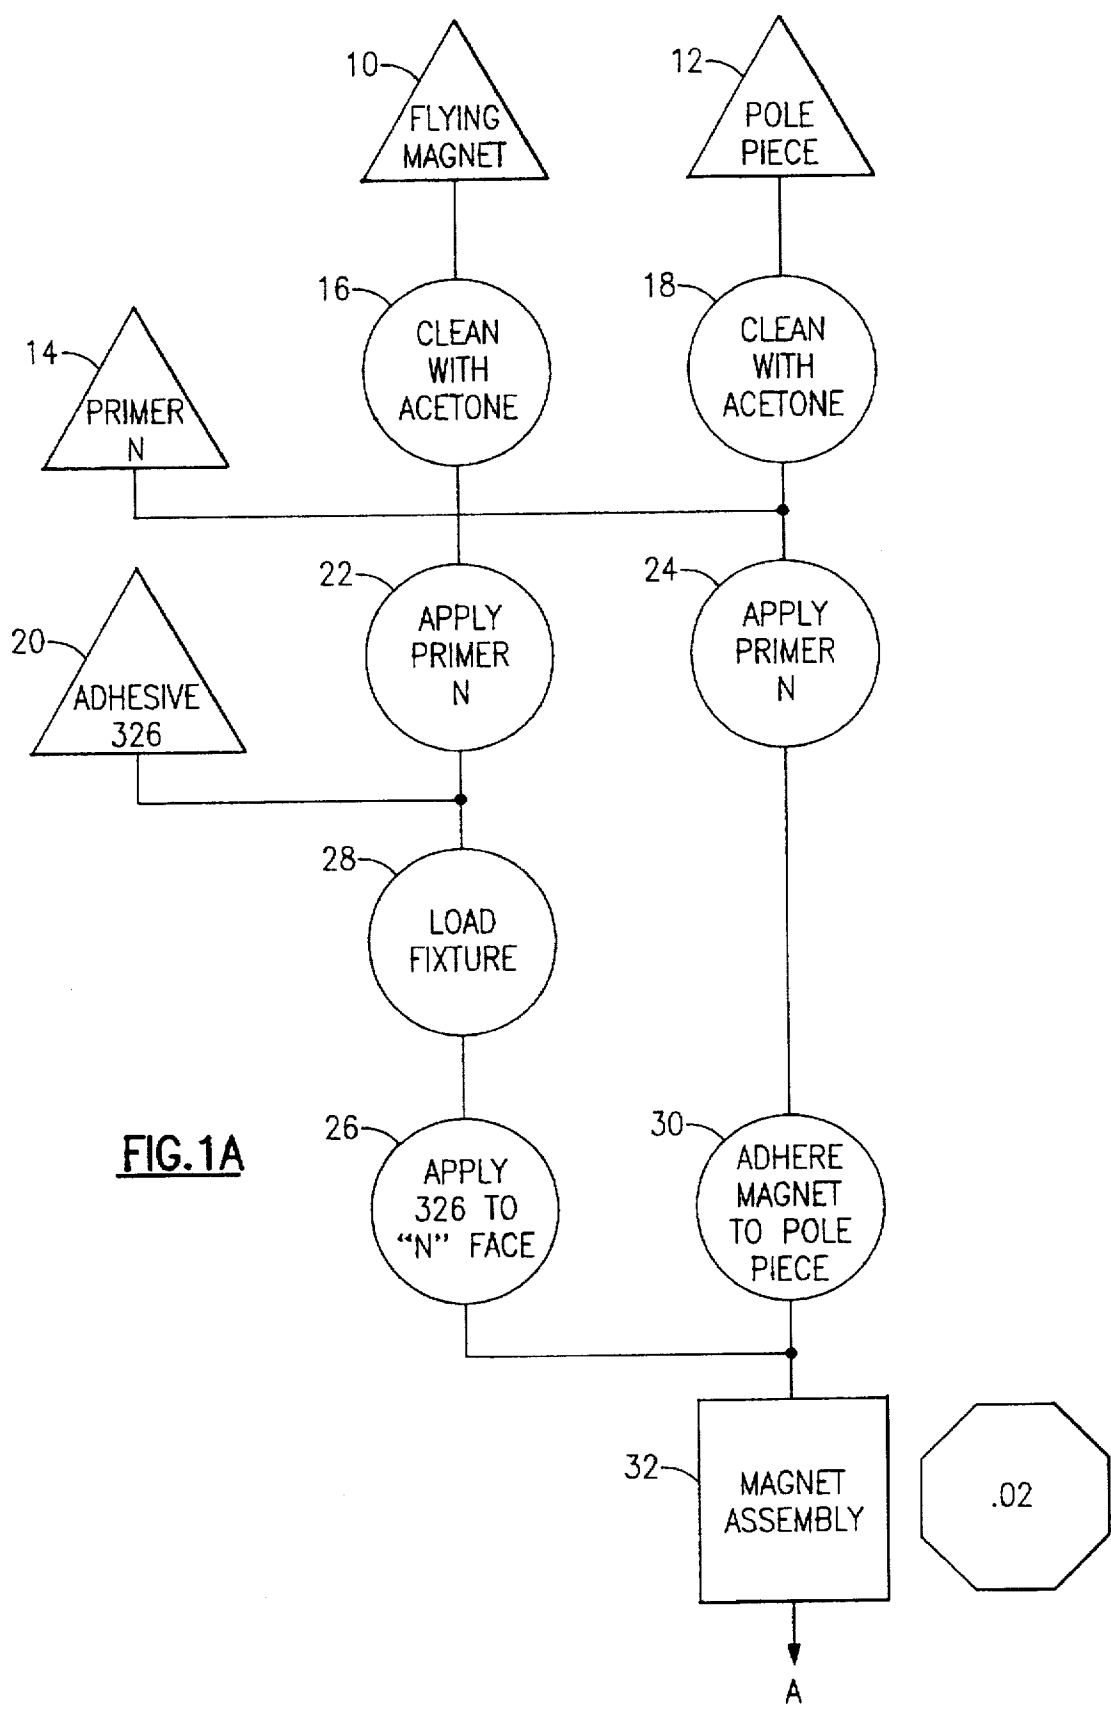 10
FLYING
MAGNET
12
POLE
PIECE
16
CLEAN
WITH
ACETONE
18
CLEAN
WITH
ACETONE
14
PRIMER
N
22
APPLY
PRIMER
N
24
APPLY
PRIMER
N
20
ADHESIVE
326
28
LOAD
FIXTURE
FIG.1A
26
APPLY
326 TO
“N” FACE
30
ADHERE
MAGNET
TO POLE
PIECE
32
MAGNET
ASSEMBLY
.02
A